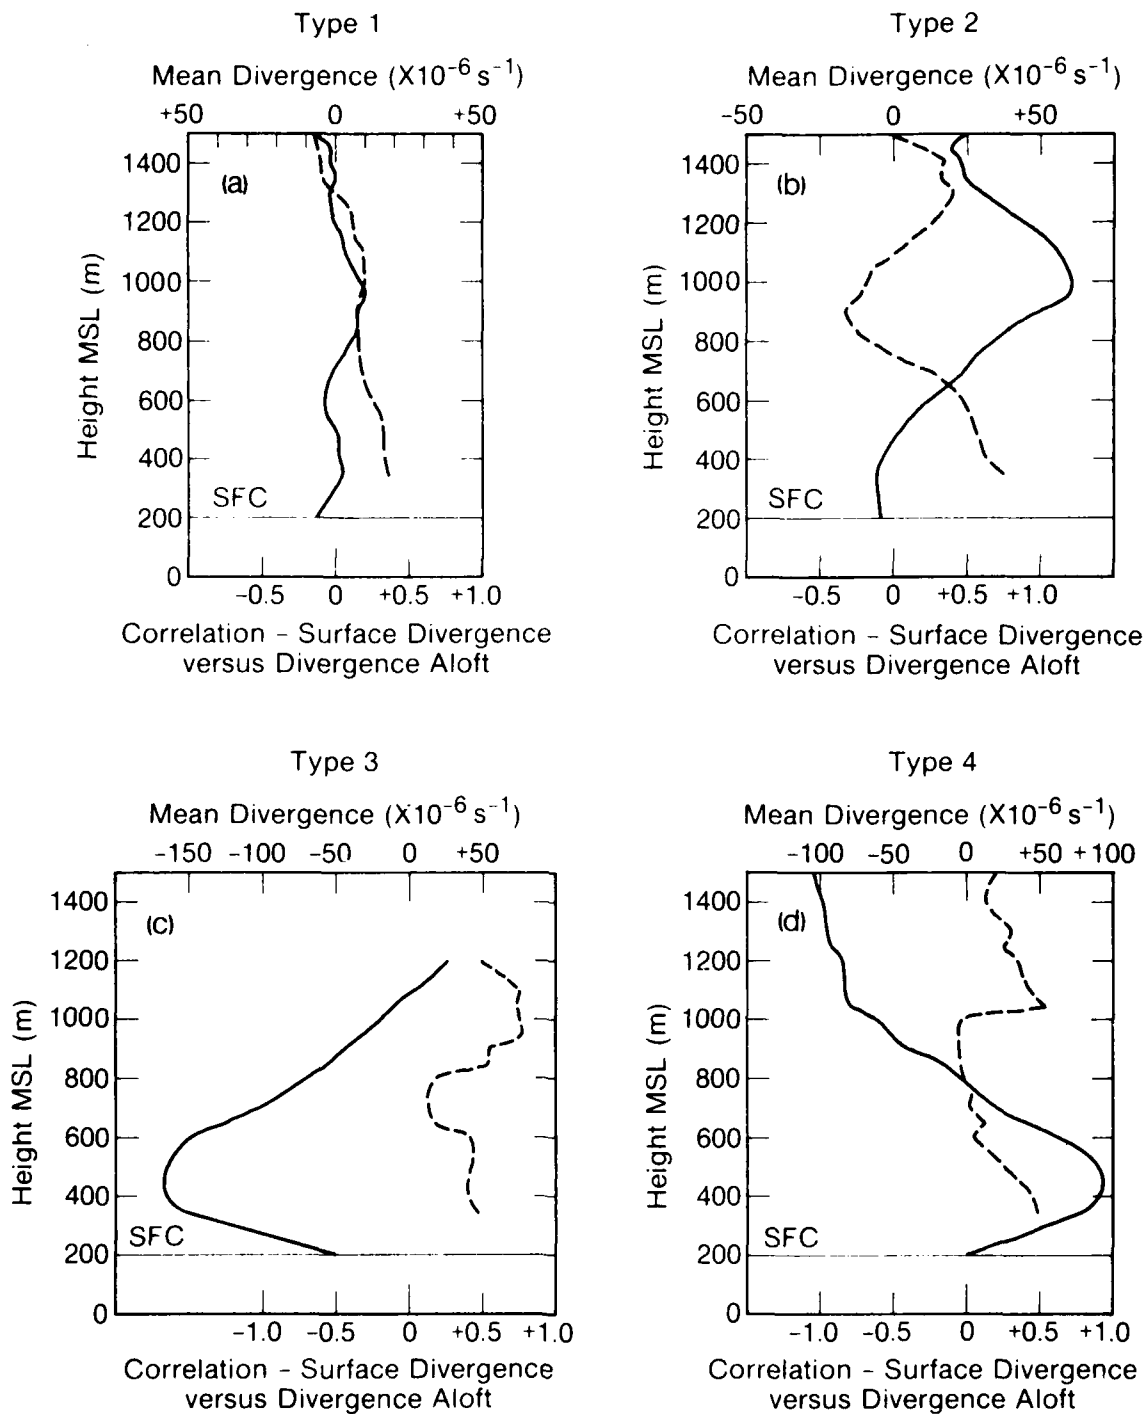 Type 1
Mean Divergence (X10⁻⁶ s⁻¹)
+50 0 +50
1400
(a)
1200
1000
800
600
400
SFC
200
0
Height MSL (m)
-0.5 0 +0.5 +1.0
Correlation - Surface Divergence
versus Divergence Aloft
Type 2
Mean Divergence (X10⁻⁶ s⁻¹)
-50 0 +50
1400
(b)
1200
1000
800
600
400
SFC
200
0
Height MSL (m)
-0.5 0 +0.5 +1.0
Correlation - Surface Divergence
versus Divergence Aloft
Type 3
Mean Divergence (X10⁻⁶ s⁻¹)
-150 -100 -50 0 +50
1400
(c)
1200
1000
800
600
400
SFC
200
0
Height MSL (m)
-1.0 -0.5 0 +0.5 +1.0
Correlation - Surface Divergence
versus Divergence Aloft
Type 4
Mean Divergence (X10⁻⁶ s⁻¹)
-100 -50 0 +50 +100
1400
(d)
1200
1000
800
600
400
SFC
200
0
Height MSL (m)
-1.0 -0.5 0 +0.5 +1.0
Correlation - Surface Divergence
versus Divergence Aloft